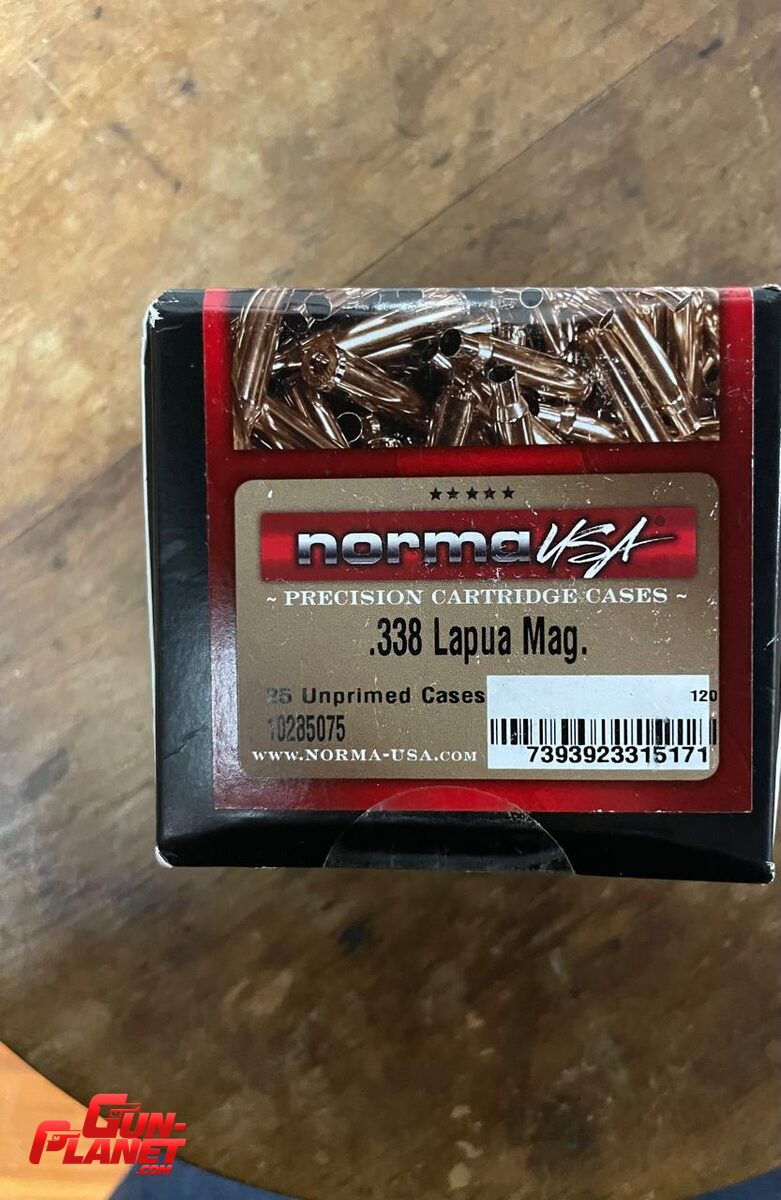 ★★★★★
norma USA®
~ PRECISION CARTRIDGE CASES ~
.338 Lapua Mag.
25 Unprimed Cases
120
10285075
7393923315171
WWW.NORMA-USA.COM
GUN-
PLANET
.COM